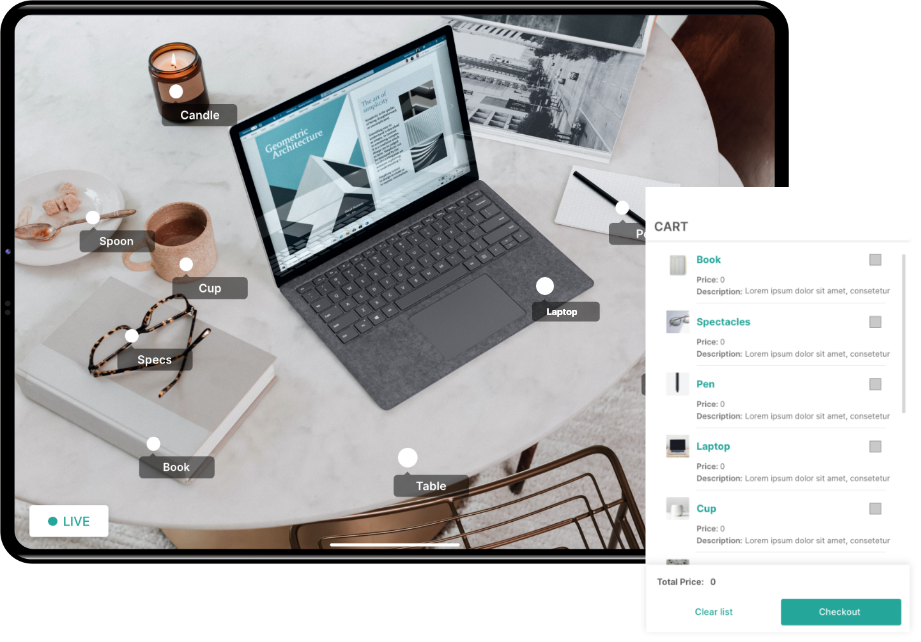 Candle
Geometric
Architecture
The art of
simplicity
Spoon
Cup
Laptop
Specs
Book
Table
LIVE
CART
Book
Price: 0
Description: Lorem ipsum dolor sit amet, consetetur
Spectacles
Price: 0
Description: Lorem ipsum dolor sit amet, consetetur
Pen
Price: 0
Description: Lorem ipsum dolor sit amet, consetetur
Laptop
Price: 0
Description: Lorem ipsum dolor sit amet, consetetur
Cup
Price: 0
Description: Lorem ipsum dolor sit amet, consetetur
Total Price: 0
Clear list
Checkout